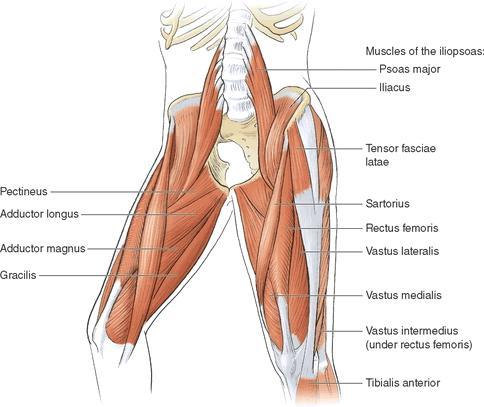 Muscles of the iliopsoas:
Psoas major
Iliacus
Tensor fasciae
latae
Pectineus
Adductor longus
Sartorius
Rectus femoris
Adductor magnus
Vastus lateralis
Gracilis
Vastus medialis
Vastus intermedius
(under rectus femoris)
Tibialis anterior